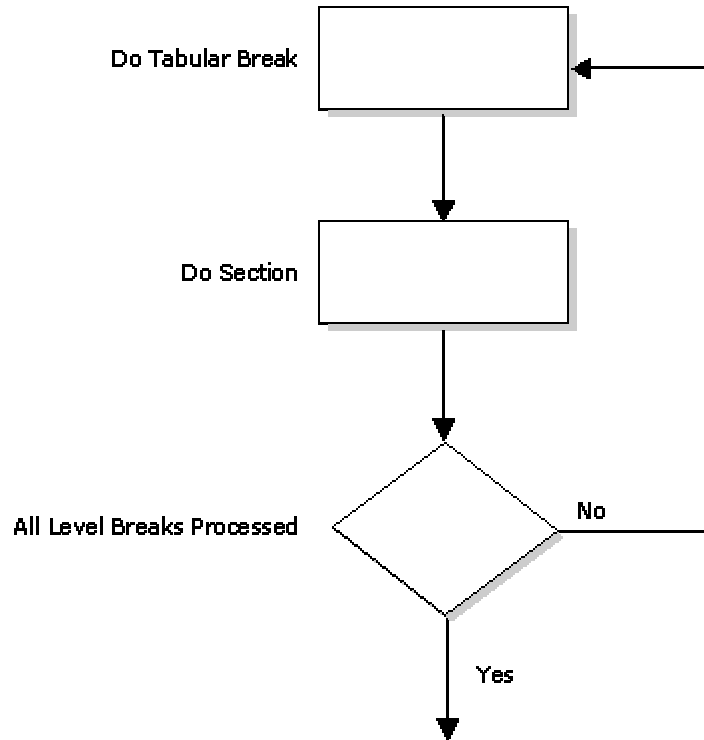 Do Tabular Break
Do Section
All Level Breaks Processed
No
Yes